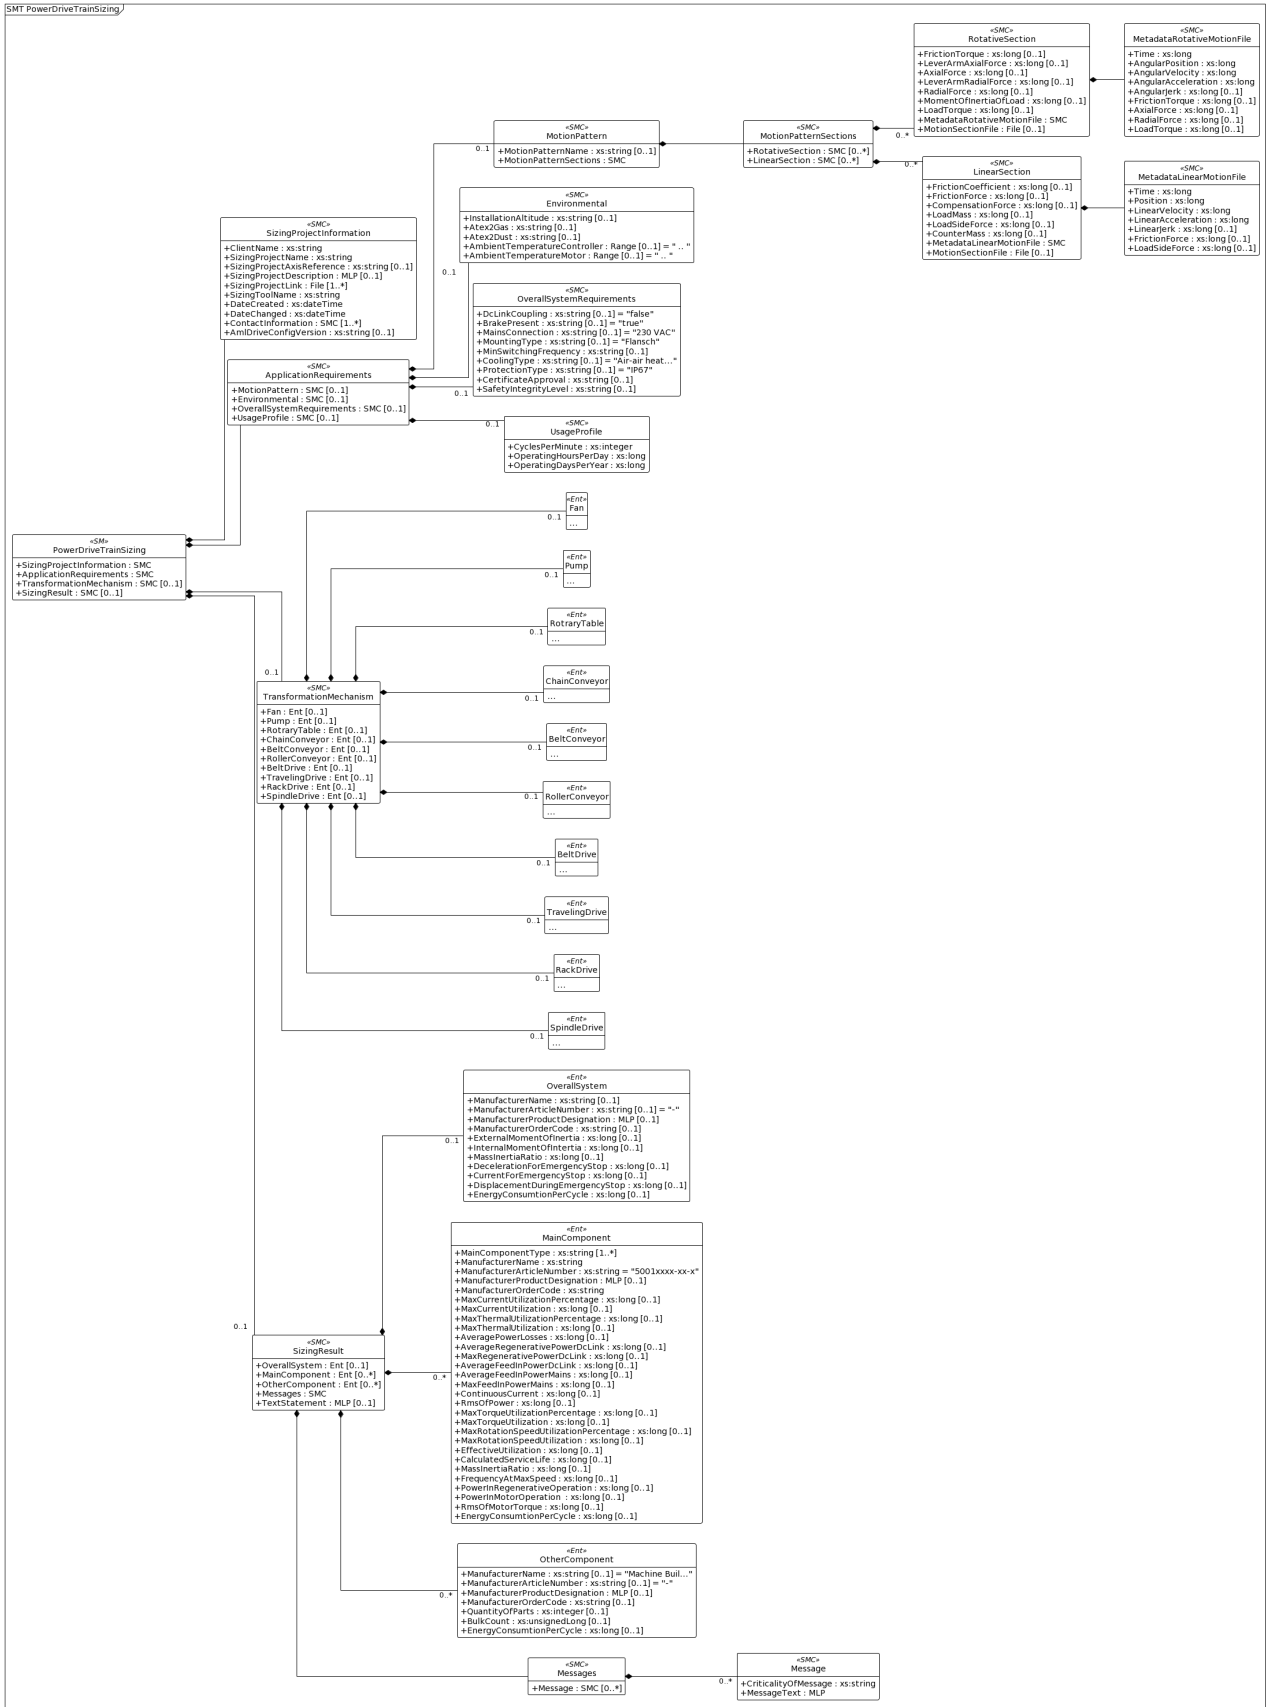 SMT PowerDriveTrainSizing
«SMC»
RotativeSection
+FrictionTorque : xs:long [0..1]
+LeverArmAxialForce : xs:long [0..1]
+AxialForce : xs:long [0..1]
+LeverArmRadialForce : xs:long [0..1]
+RadialForce : xs:long [0..1]
+MomentOfInertiaOfLoad : xs:long [0..1]
+LoadTorque : xs:long [0..1]
+MetadataRotativeMotionFile : SMC
+MotionSectionFile : File [0..1]
«SMC»
MetadataRotativeMotionFile
+Time : xs:long
+AngularPosition : xs:long
+AngularVelocity : xs:long
+AngularAcceleration : xs:long
+AngularJerk : xs:long [0..1]
+FrictionTorque : xs:long [0..1]
+AxialForce : xs:long [0..1]
+RadialForce : xs:long [0..1]
+LoadTorque : xs:long [0..1]
«SMC»
MotionPattern
+MotionPatternName : xs:string [0..1]
+MotionPatternSections : SMC
0..1
«SMC»
MotionPatternSections
+RotativeSection : SMC [0..*]
+LinearSection : SMC [0..*]
0..*
0..*
«SMC»
LinearSection
+FrictionCoefficient : xs:long [0..1]
+FrictionForce : xs:long [0..1]
+CompensationForce : xs:long [0..1]
+LoadMass : xs:long [0..1]
+LoadSideForce : xs:long [0..1]
+CounterMass : xs:long [0..1]
+MetadataLinearMotionFile : SMC
+MotionSectionFile : File [0..1]
«SMC»
MetadataLinearMotionFile
+Time : xs:long
+Position : xs:long
+LinearVelocity : xs:long
+LinearAcceleration : xs:long
+LinearJerk : xs:long [0..1]
+FrictionForce : xs:long [0..1]
+LoadSideForce : xs:long [0..1]
«SMC»
Environmental
+InstallationAltitude : xs:string [0..1]
+Atex2Gas : xs:string [0..1]
+Atex2Dust : xs:string [0..1]
+AmbientTemperatureController : Range [0..1] = " .. "
+AmbientTemperatureMotor : Range [0..1] = " .. "
0..1
«SMC»
SizingProjectInformation
+ClientName : xs:string
+SizingProjectName : xs:string
+SizingProjectAxisReference : xs:string [0..1]
+SizingProjectDescription : MLP [0..1]
+SizingProjectLink : File [1..*]
+SizingToolName : xs:string
+DateCreated : xs:dateTime
+DateChanged : xs:dateTime
+ContactInformation : SMC [1..*]
+AmlDriveConfigVersion : xs:string [0..1]
«SMC»
OverallSystemRequirements
+DcLinkCoupling : xs:string [0..1] = "false"
+BrakePresent : xs:string [0..1] = "true"
+MainsConnection : xs:string [0..1] = "230 VAC"
+MountingType : xs:string [0..1] = "Flansch"
+MinSwitchingFrequency : xs:string [0..1]
+CoolingType : xs:string [0..1] = "Air-air heat..."
+ProtectionType : xs:string [0..1] = "IP67"
+CertificateApproval : xs:string [0..1]
+SafetyIntegrityLevel : xs:string [0..1]
0..1
«SMC»
ApplicationRequirements
+MotionPattern : SMC [0..1]
+Environmental : SMC [0..1]
+OverallSystemRequirements : SMC [0..1]
+UsageProfile : SMC [0..1]
0..1
«SMC»
UsageProfile
+CyclesPerMinute : xs:integer
+OperatingHoursPerDay : xs:long
+OperatingDaysPerYear : xs:long
«SM»
PowerDriveTrainSizing
+SizingProjectInformation : SMC
+ApplicationRequirements : SMC
+TransformationMechanism : SMC [0..1]
+SizingResult : SMC [0..1]
«Ent»
Fan
...
0..1
«Ent»
Pump
...
0..1
«Ent»
RotraryTable
...
0..1
0..1
«SMC»
TransformationMechanism
+Fan : Ent [0..1]
+Pump : Ent [0..1]
+RotraryTable : Ent [0..1]
+ChainConveyor : Ent [0..1]
+BeltConveyor : Ent [0..1]
+RollerConveyor : Ent [0..1]
+BeltDrive : Ent [0..1]
+TravelingDrive : Ent [0..1]
+RackDrive : Ent [0..1]
+SpindleDrive : Ent [0..1]
«Ent»
ChainConveyor
...
0..1
«Ent»
BeltConveyor
...
0..1
«Ent»
RollerConveyor
...
0..1
«Ent»
BeltDrive
...
0..1
«Ent»
TravelingDrive
...
0..1
«Ent»
RackDrive
...
0..1
«Ent»
SpindleDrive
...
0..1
«Ent»
OverallSystem
+ManufacturerName : xs:string [0..1]
+ManufacturerArticleNumber : xs:string [0..1] = "-"
+ManufacturerProductDesignation : MLP [0..1]
+ManufacturerOrderCode : xs:string [0..1]
+ExternalMomentOfInertia : xs:long [0..1]
+InternalMomentOfIntertia : xs:long [0..1]
+MassInertiaRatio : xs:long [0..1]
+DecelerationForEmergencyStop : xs:long [0..1]
+CurrentForEmergencyStop : xs:long [0..1]
+DisplacementDuringEmergencyStop : xs:long [0..1]
+EnergyConsumtionPerCycle : xs:long [0..1]
0..1
«Ent»
MainComponent
+MainComponentType : xs:string [1..*]
+ManufacturerName : xs:string
+ManufacturerArticleNumber : xs:string = "5001xxxx-xx-x"
+ManufacturerProductDesignation : MLP [0..1]
+ManufacturerOrderCode : xs:string
+MaxCurrentUtilizationPercentage : xs:long [0..1]
+MaxCurrentUtilization : xs:long [0..1]
+MaxThermalUtilizationPercentage : xs:long [0..1]
+MaxThermalUtilization : xs:long [0..1]
+AveragePowerLosses : xs:long [0..1]
+AverageRegenerativePowerDcLink : xs:long [0..1]
+MaxRegenerativePowerDcLink : xs:long [0..1]
+AverageFeedInPowerDcLink : xs:long [0..1]
+AverageFeedInPowerMains : xs:long [0..1]
+MaxFeedInPowerMains : xs:long [0..1]
+ContinuousCurrent : xs:long [0..1]
+RmsOfPower : xs:long [0..1]
+MaxTorqueUtilizationPercentage : xs:long [0..1]
+MaxTorqueUtilization : xs:long [0..1]
+MaxRotationSpeedUtilizationPercentage : xs:long [0..1]
+MaxRotationSpeedUtilization : xs:long [0..1]
+EffectiveUtilization : xs:long [0..1]
+CalculatedServiceLife : xs:long [0..1]
+MassInertiaRatio : xs:long [0..1]
+FrequencyAtMaxSpeed : xs:long [0..1]
+PowerInRegenerativeOperation : xs:long [0..1]
+PowerInMotorOperation  : xs:long [0..1]
+RmsOfMotorTorque : xs:long [0..1]
+EnergyConsumtionPerCycle : xs:long [0..1]
0..1
«SMC»
SizingResult
+OverallSystem : Ent [0..1]
+MainComponent : Ent [0..*]
+OtherComponent : Ent [0..*]
+Messages : SMC
+TextStatement : MLP [0..1]
0..*
«Ent»
OtherComponent
+ManufacturerName : xs:string [0..1] = "Machine Buil..."
+ManufacturerArticleNumber : xs:string [0..1] = "-"
+ManufacturerProductDesignation : MLP [0..1]
+ManufacturerOrderCode : xs:string [0..1]
+QuantityOfParts : xs:integer [0..1]
+BulkCount : xs:unsignedLong [0..1]
+EnergyConsumtionPerCycle : xs:long [0..1]
0..*
«SMC»
Messages
+Message : SMC [0..*]
0..*
«SMC»
Message
+CriticalityOfMessage : xs:string
+MessageText : MLP